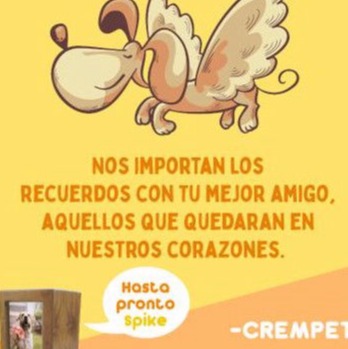 NOS IMPORTAN LOS
RECUERDOS CON TU MEJOR AMIGO,
AQUELLOS QUE QUEDARAN EN
NUESTROS CORAZONES.
Hasta
pronto
Spike
-CREMPET